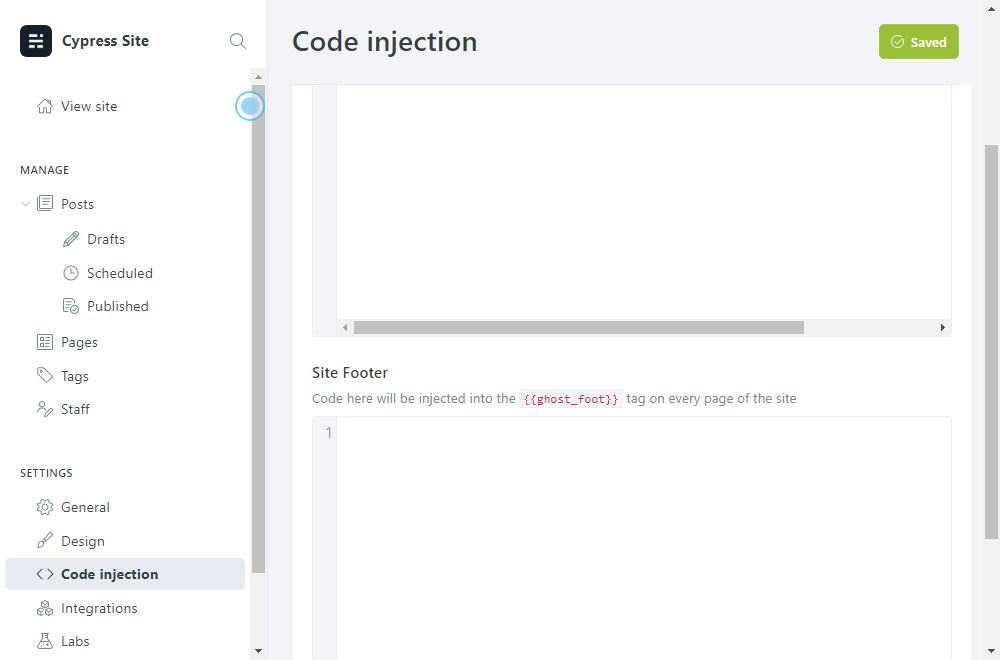 Cypress Site
View site
MANAGE
Posts
Drafts
Scheduled
Published
Pages
Tags
Staff
SETTINGS
General
Design
Code injection
Integrations
Labs
Code injection
Saved
Site Footer
Code here will be injected into the {{ghost_foot}} tag on every page of the site
1